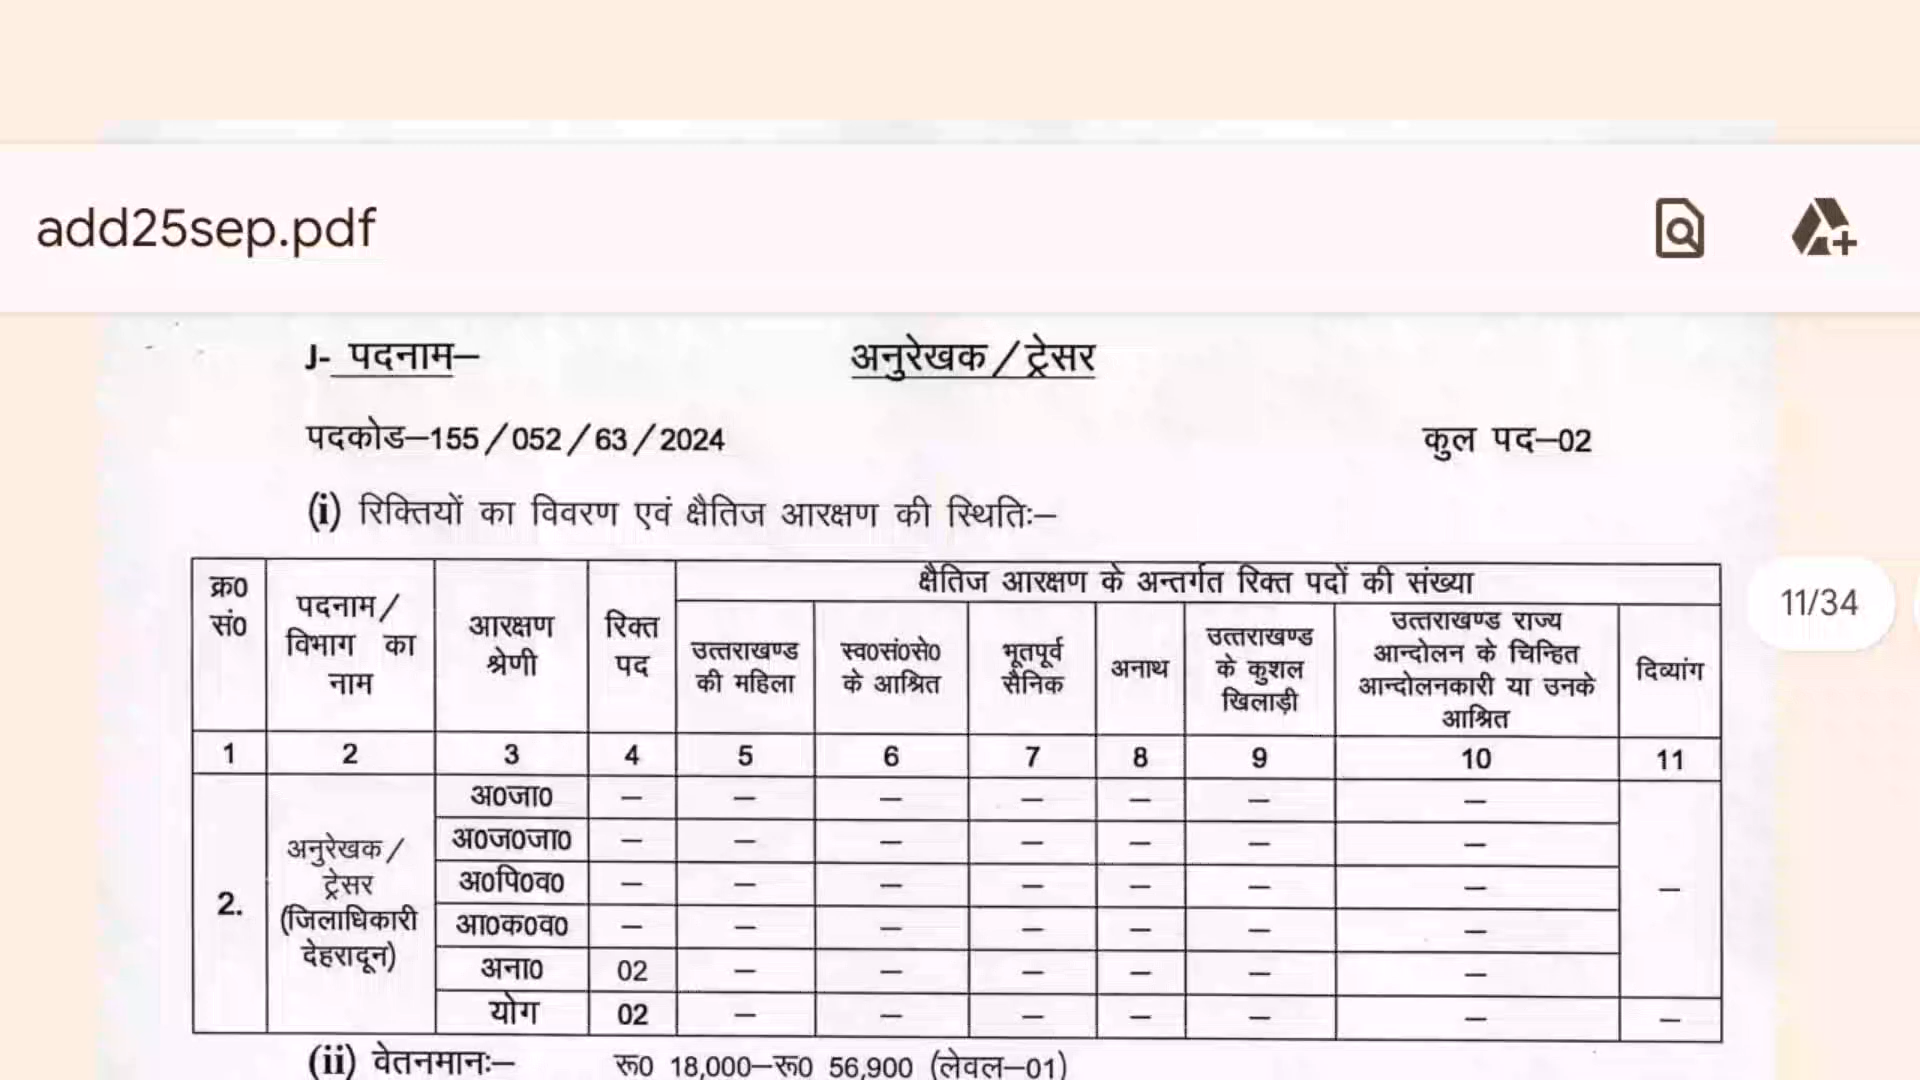 add25sep.pdf
J- पदनाम– अनुरेखक/ट्रेसर
पदकोड–155/052/63/2024 कुल पद–02
(i) रिक्तियों का विवरण एवं क्षैतिज आरक्षण की स्थितिः–
क्र0 सं0 पदनाम/ विभाग का नाम आरक्षण श्रेणी रिक्त पद क्षैतिज आरक्षण के अन्तर्गत रिक्त पदों की संख्या
उत्तराखण्ड की महिला स्व0सं0से0 के आश्रित भूतपूर्व सैनिक अनाथ उत्तराखण्ड के कुशल खिलाड़ी उत्तराखण्ड राज्य आन्दोलन के चिन्हित आन्दोलनकारी या उनके आश्रित दिव्यांग
11/34
1 2 3 4 5 6 7 8 9 10 11
2. अनुरेखक/ ट्रेसर (जिलाधिकारी देहरादून)
अ0जा0 – – – – – – – –
अ0ज0जा0 – – – – – – –
अ0पि0व0 – – – – – – –
आ0क0व0 – – – – – – –
अना0 02 – – – – – –
योग 02 – – – – – – –
(ii) वेतनमानः– रू0 18,000–रू0 56,900 (लेवल–01)